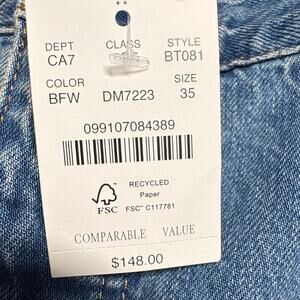 DEPT CLASS STYLE
CA7 BT081
COLOR SIZE
BFW DM7223 35
099107084389
RECYCLED
Paper
FSC FSC® C117781
COMPARABLE VALUE
$148.00